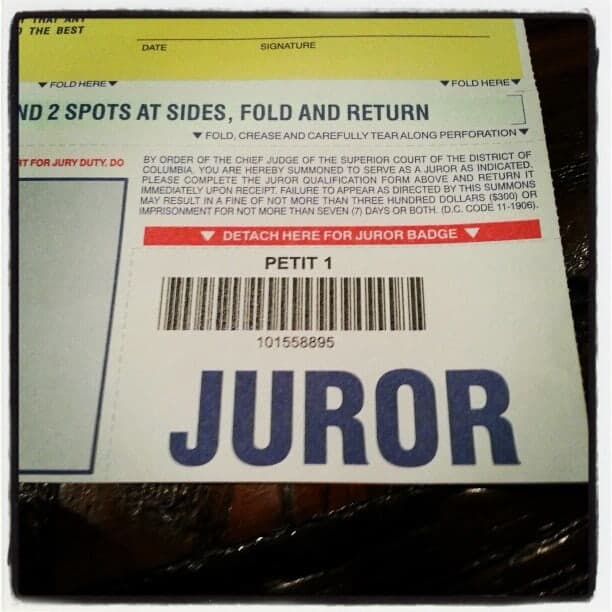 THAT ANY
THE BEST
DATE SIGNATURE
▼ FOLD HERE ▼ ▼ FOLD HERE ▼
ND 2 SPOTS AT SIDES, FOLD AND RETURN
▼ FOLD, CREASE AND CAREFULLY TEAR ALONG PERFORATION ▼
RT FOR JURY DUTY, DO
BY ORDER OF THE CHIEF JUDGE OF THE SUPERIOR COURT OF THE DISTRICT OF
COLUMBIA, YOU ARE HEREBY SUMMONED TO SERVE AS A JUROR AS INDICATED.
PLEASE COMPLETE THE JUROR QUALIFICATION FORM ABOVE AND RETURN IT
IMMEDIATELY UPON RECEIPT. FAILURE TO APPEAR AS DIRECTED BY THIS SUMMONS
MAY RESULT IN A FINE OF NOT MORE THAN THREE HUNDRED DOLLARS ($300) OR
IMPRISONMENT FOR NOT MORE THAN SEVEN (7) DAYS OR BOTH. (D.C. CODE 11-1906).
▼ DETACH HERE FOR JUROR BADGE ▼
PETIT 1
101558895
JUROR